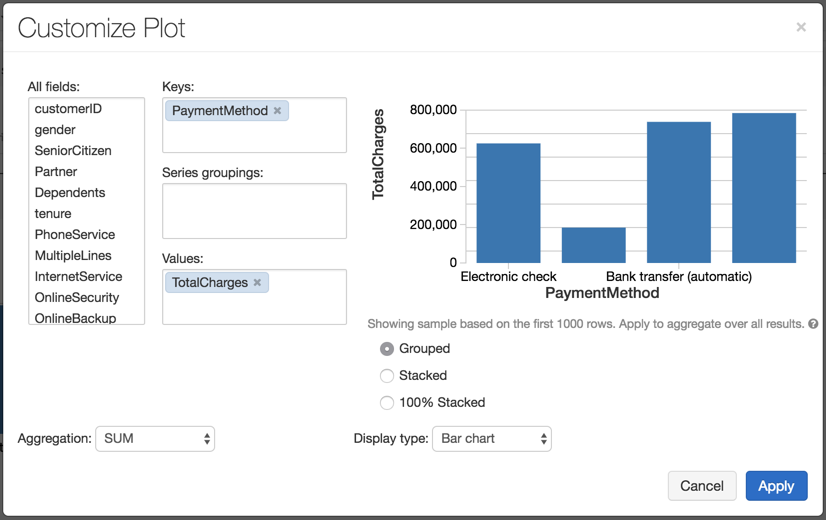 Customize Plot
×
All fields:
customerID
gender
SeniorCitizen
Partner
Dependents
tenure
PhoneService
MultipleLines
InternetService
OnlineSecurity
OnlineBackup
Keys:
PaymentMethod ×
Series groupings:
Values:
TotalCharges ×
TotalCharges
800,000
600,000
400,000
200,000
0
Electronic check
Bank transfer (automatic)
PaymentMethod
Showing sample based on the first 1000 rows. Apply to aggregate over all results. ?
Grouped
Stacked
100% Stacked
Aggregation: SUM
Display type: Bar chart
Cancel
Apply